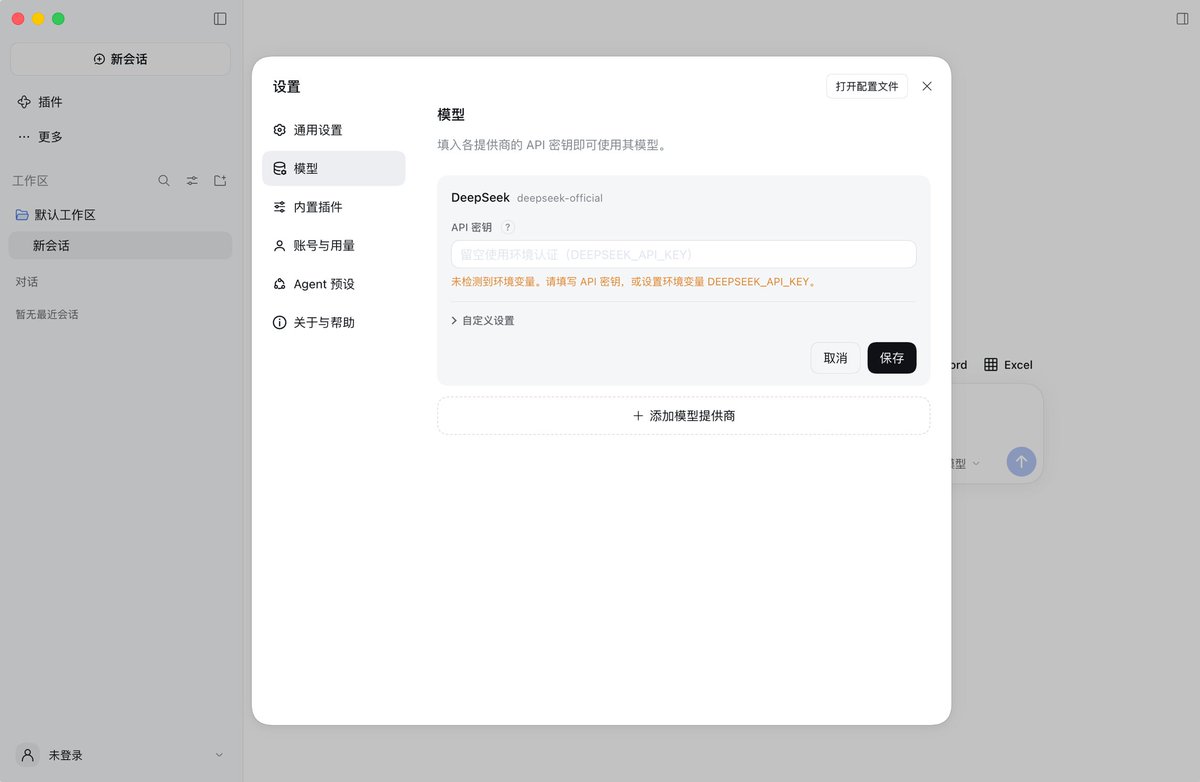 新会话
插件
更多
工作区
默认工作区
新会话
对话
暂无最近会话
未登录
设置
打开配置文件
通用设置
模型
内置插件
账号与用量
Agent 预设
关于与帮助
模型
填入各提供商的 API 密钥即可使用其模型。
DeepSeek deepseek-official
API 密钥 ?
留空使用环境认证（DEEPSEEK_API_KEY）
未检测到环境变量。请填写 API 密钥，或设置环境变量 DEEPSEEK_API_KEY。
自定义设置
取消 保存
添加模型提供商
ord Excel
型